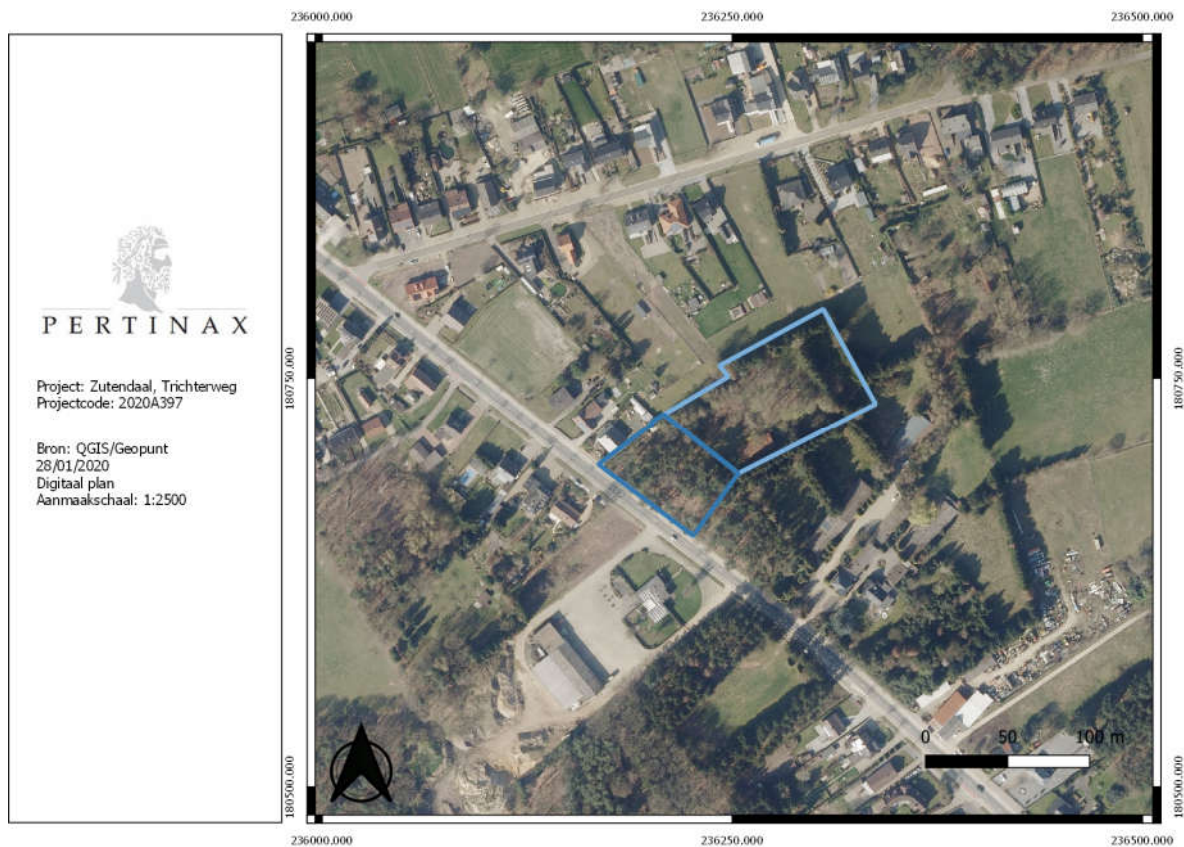 236000.000
236250.000
236500.000
PERTINAX
Project: Zutendaal, Trichterweg
Projectcode: 2020A397
Bron: QGIS/Geopunt
28/01/2020
Digitaal plan
Aanmaakschaal: 1:2500
180750.000
180750.000
180500.000
180500.000
0 50 100 m
236000.000
236250.000
236500.000